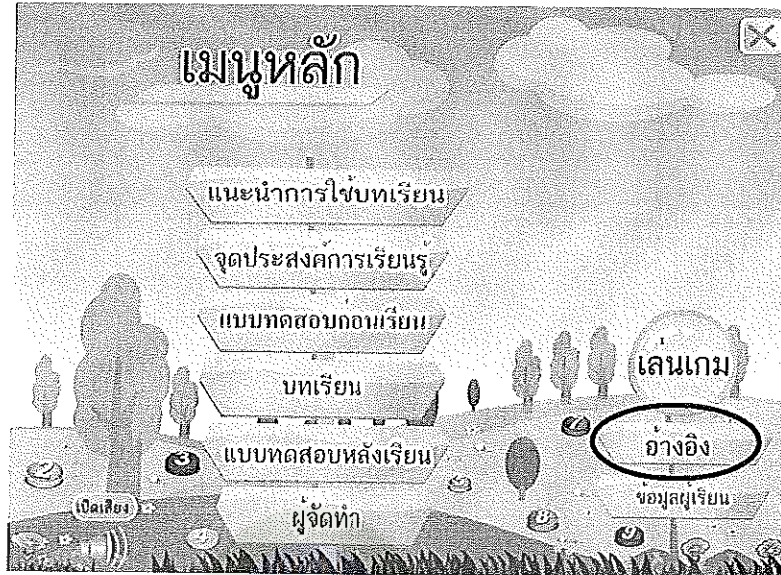 เมนูหลัก
แนะนำการใช้บทเรียน
จุดประสงค์การเรียนรู้
แบบทดสอบก่อนเรียน
บทเรียน
แบบทดสอบหลังเรียน
ผู้จัดทำ
เล่นเกม
อ้างอิง
ข้อมูลผู้เรียน
เปิดเสียง